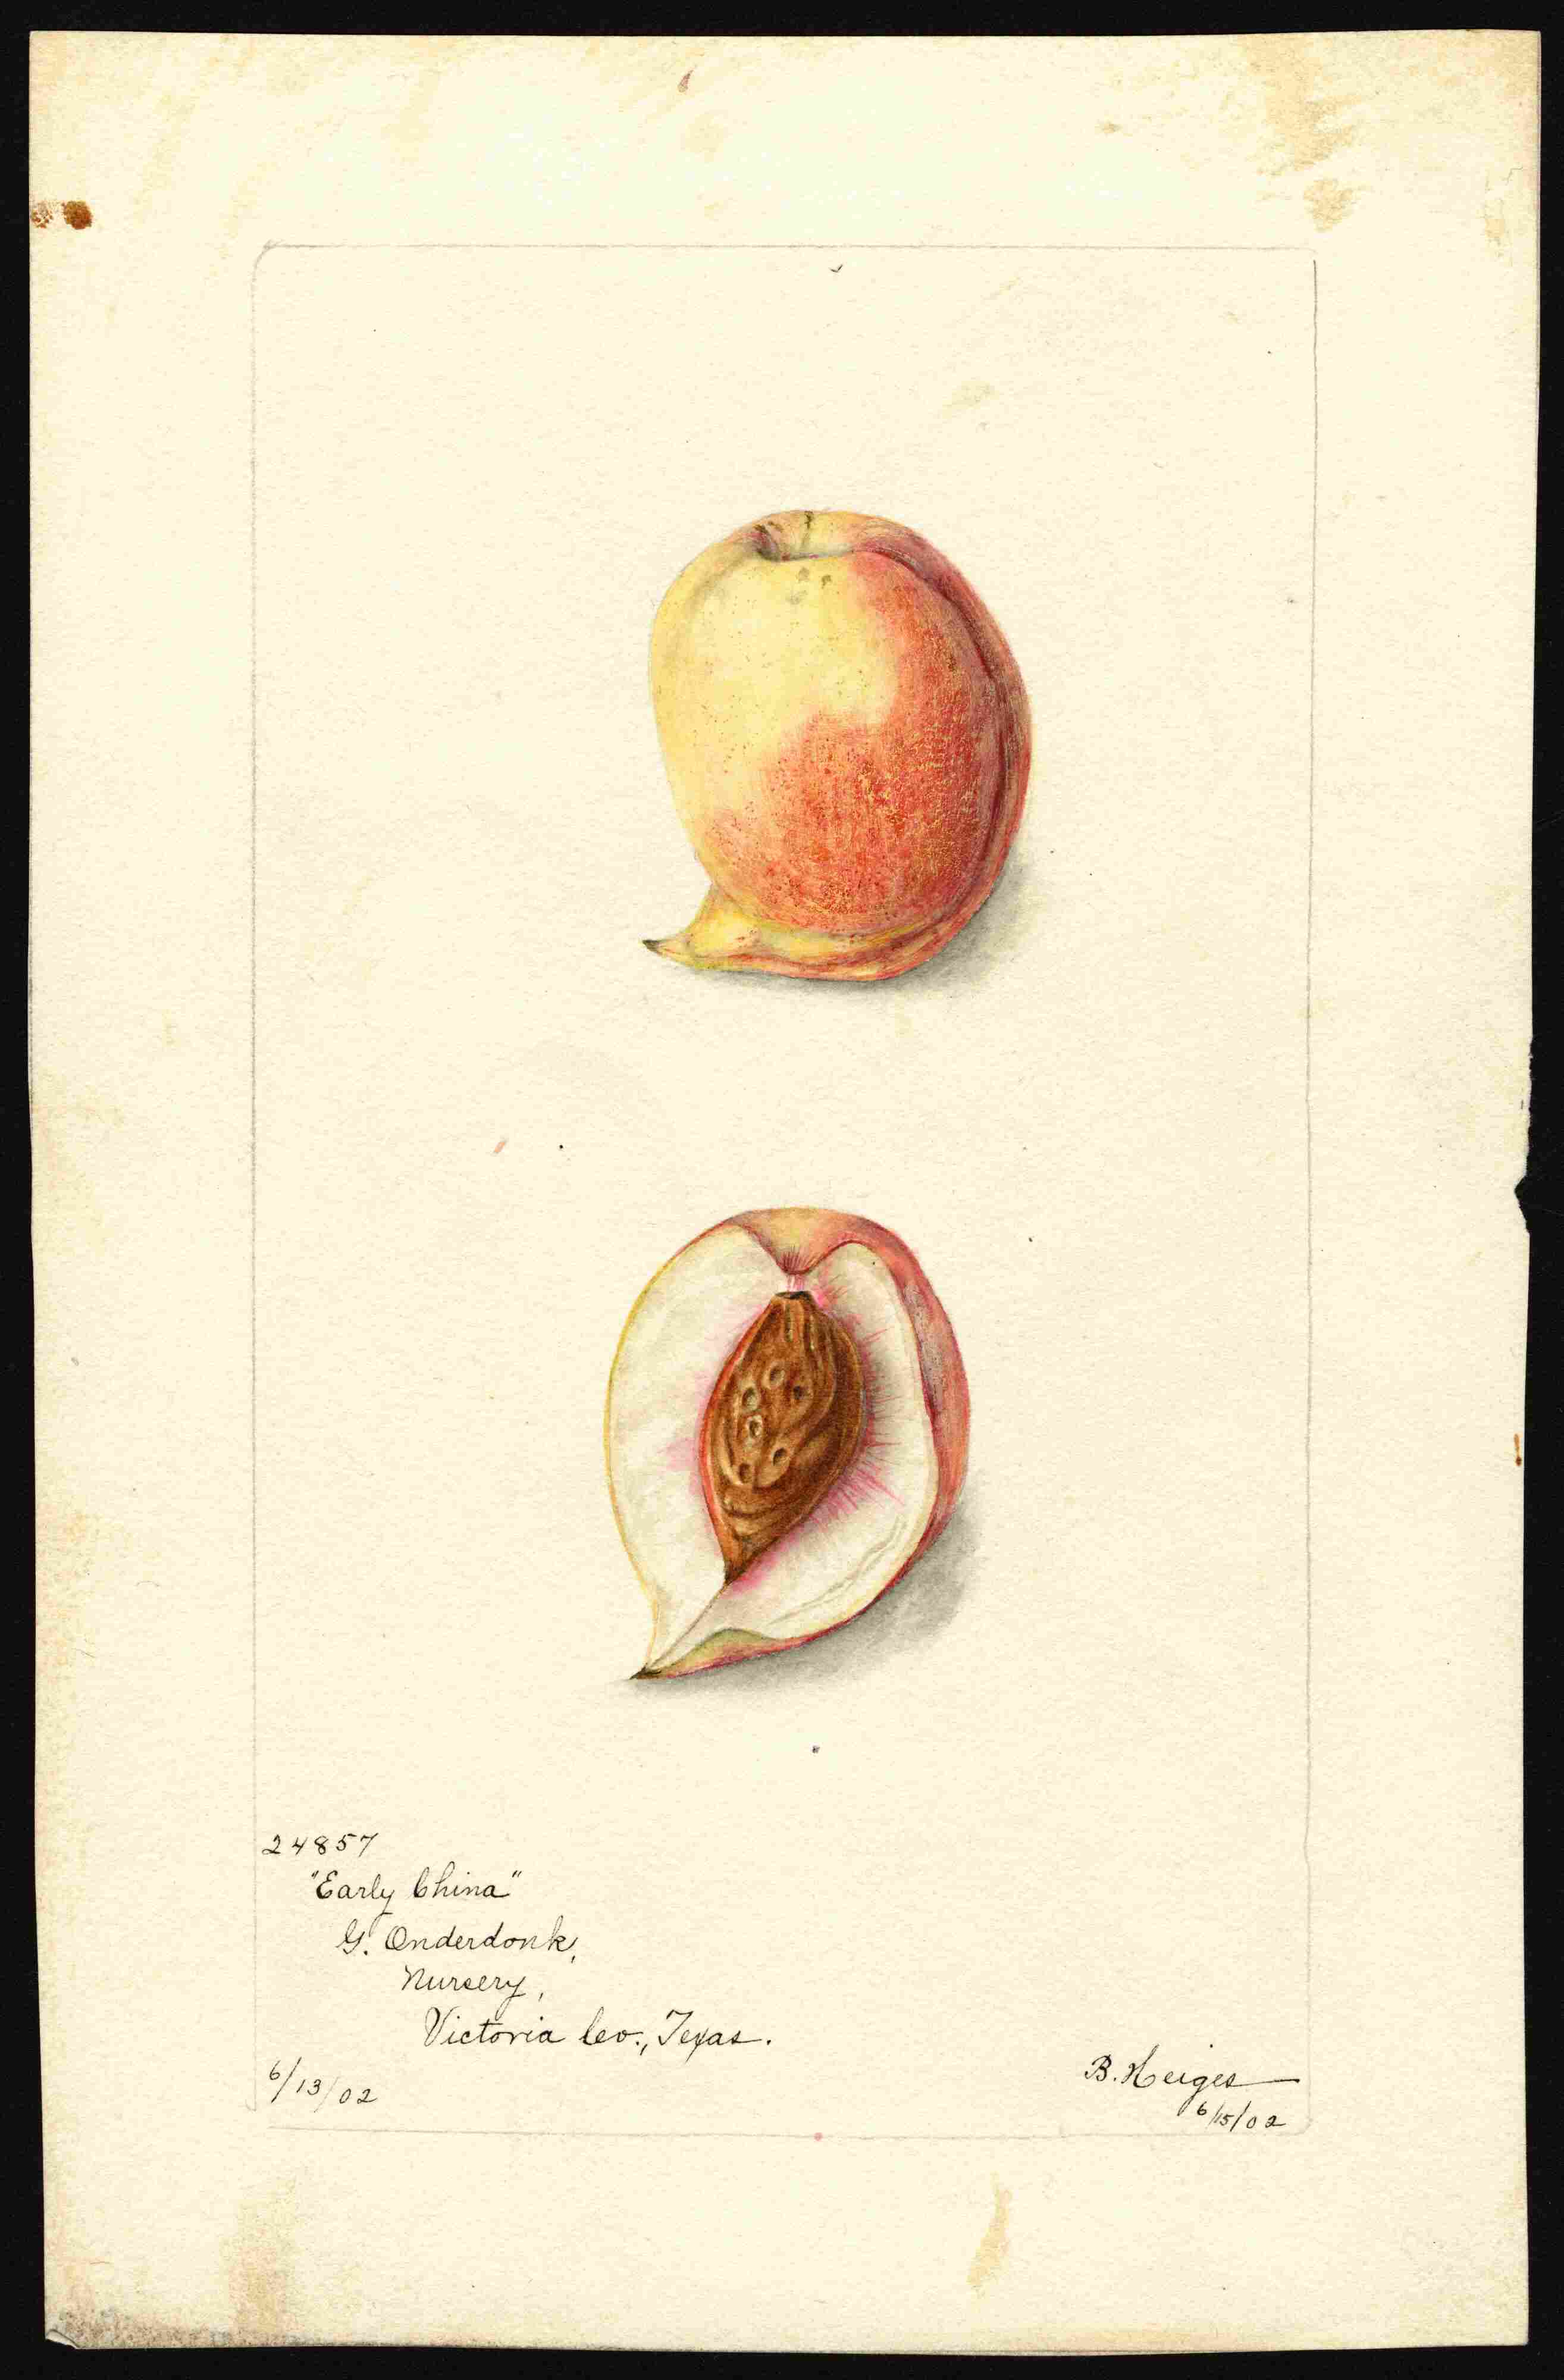 24857
"Early China"
G. Onderdonk,
Nursery,
Victoria Co., Texas.
6/13/02
B. Heiges
6/15/02